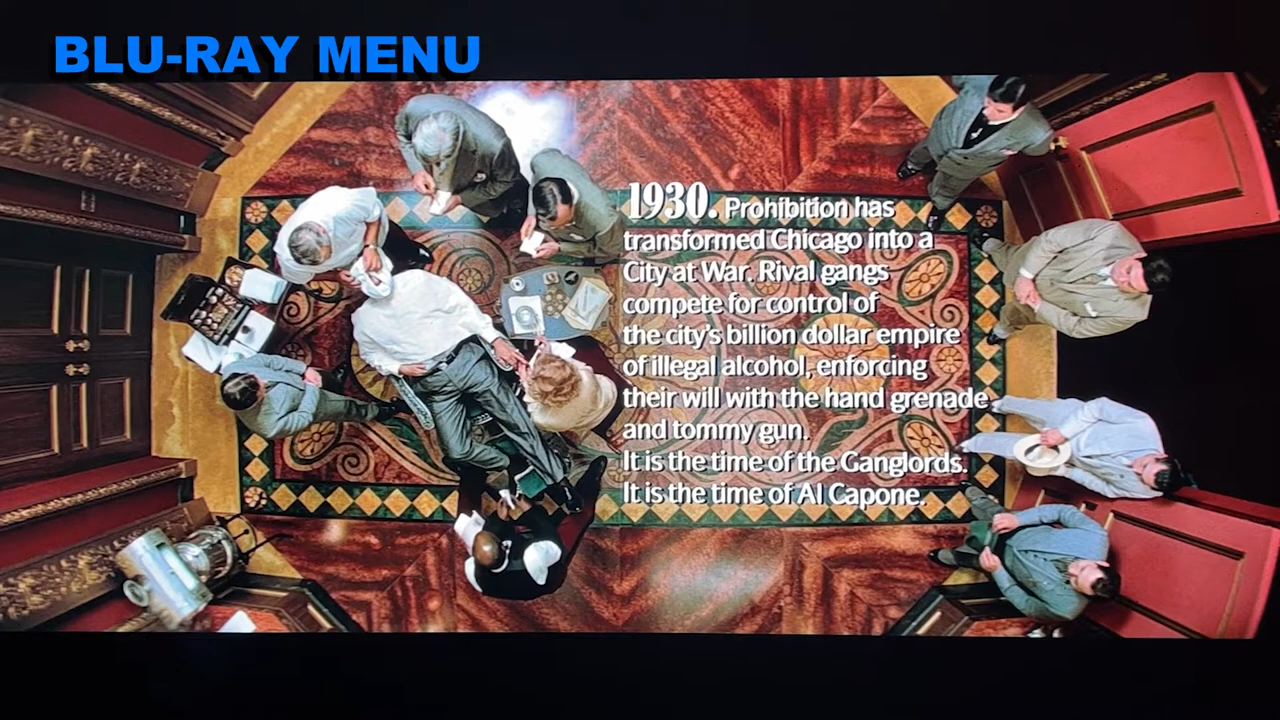 BLU-RAY MENU
1930. Prohibition has
transformed Chicago into a
City at War. Rival gangs
compete for control of
the city's billion dollar empire
of illegal alcohol, enforcing
their will with the hand grenade
and tommy gun.
It is the time of the Ganglords.
It is the time of Al Capone.